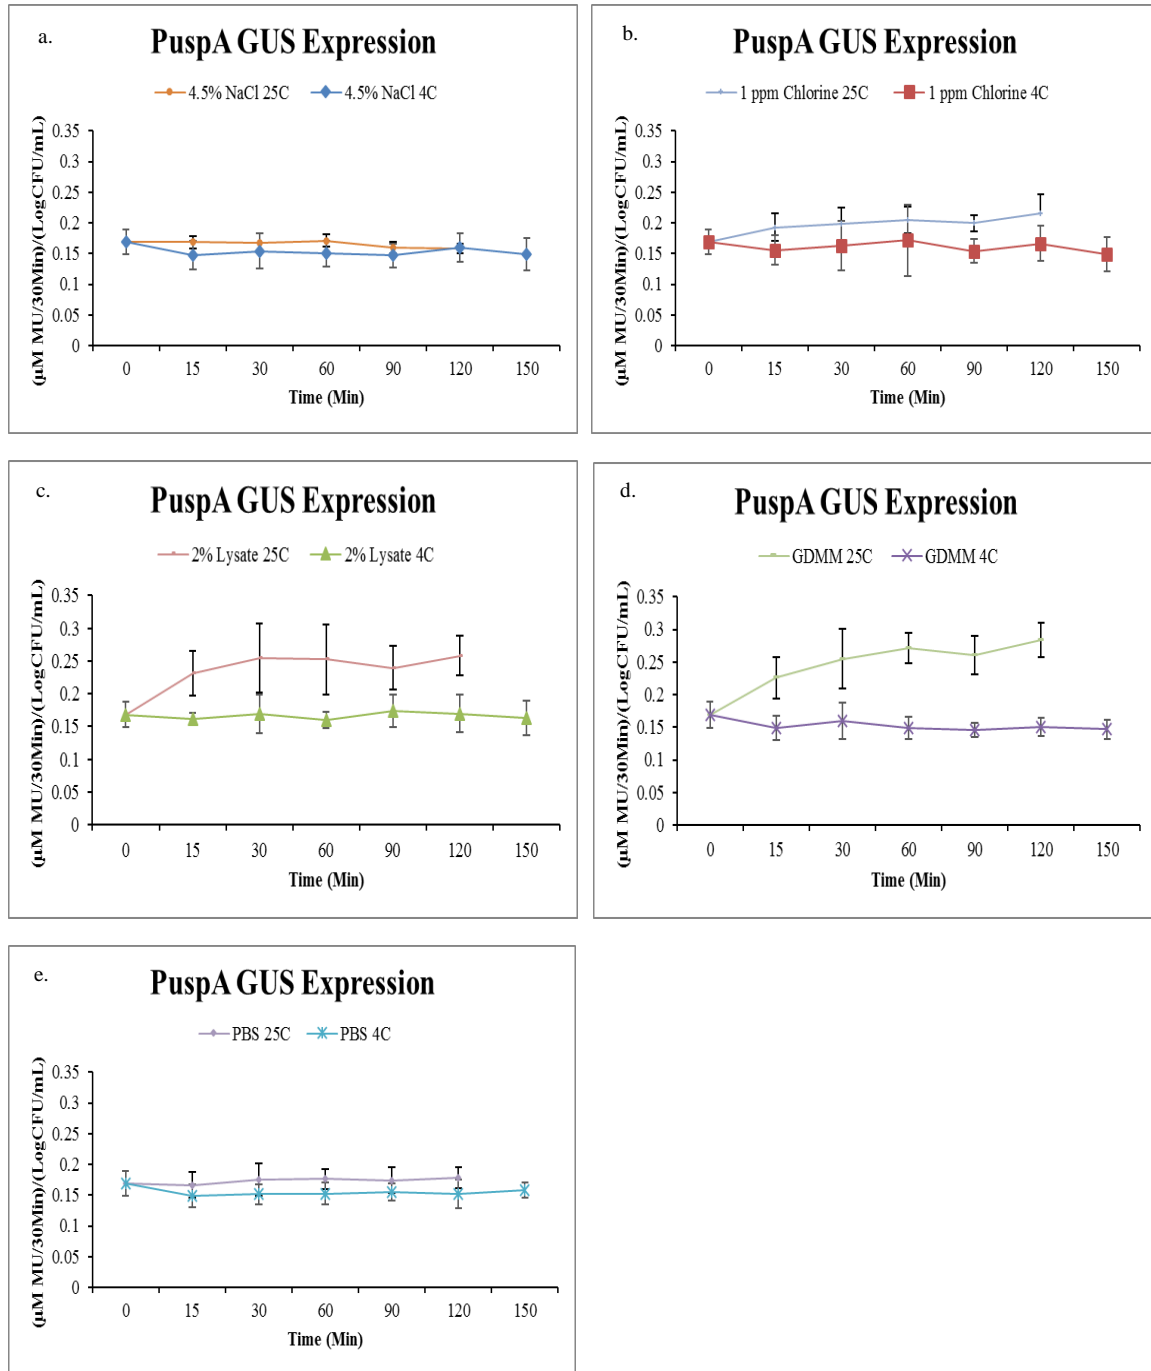 a.
PuspA GUS Expression
4.5% NaCl 25C 4.5% NaCl 4C
(µM MU/30Min)/(LogCFU/mL)
0.35
0.3
0.25
0.2
0.15
0.1
0.05
0
0 15 30 60 90 120 150
Time (Min)
b.
PuspA GUS Expression
1 ppm Chlorine 25C 1 ppm Chlorine 4C
(µM MU/30Min)/(LogCFU/mL)
0.35
0.3
0.25
0.2
0.15
0.1
0.05
0
0 15 30 60 90 120 150
Time (Min)
c.
PuspA GUS Expression
2% Lysate 25C 2% Lysate 4C
(µM MU/30Min)/(LogCFU/mL)
0.35
0.3
0.25
0.2
0.15
0.1
0.05
0
0 15 30 60 90 120 150
Time (Min)
d.
PuspA GUS Expression
GDMM 25C GDMM 4C
(µM MU/30Min)/(LogCFU/mL)
0.35
0.3
0.25
0.2
0.15
0.1
0.05
0
0 15 30 60 90 120 150
Time (Min)
e.
PuspA GUS Expression
PBS 25C PBS 4C
(µM MU/30Min)/(LogCFU/mL)
0.35
0.3
0.25
0.2
0.15
0.1
0.05
0
0 15 30 60 90 120 150
Time (Min)